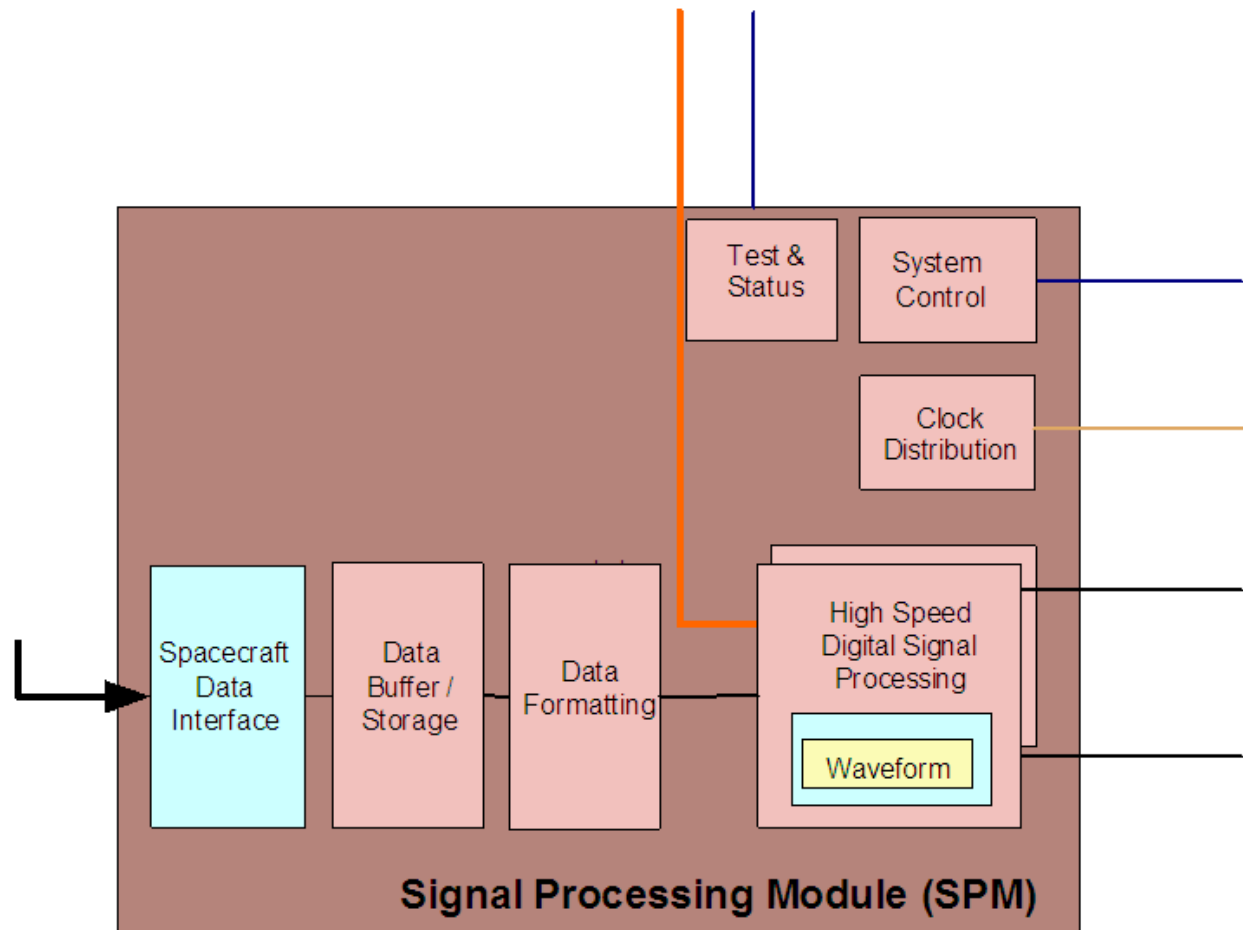 Test &
Status
System
Control
Clock
Distribution
Spacecraft
Data
Interface
Data
Buffer /
Storage
Data
Formatting
High Speed
Digital Signal
Processing
Waveform
Signal Processing Module (SPM)